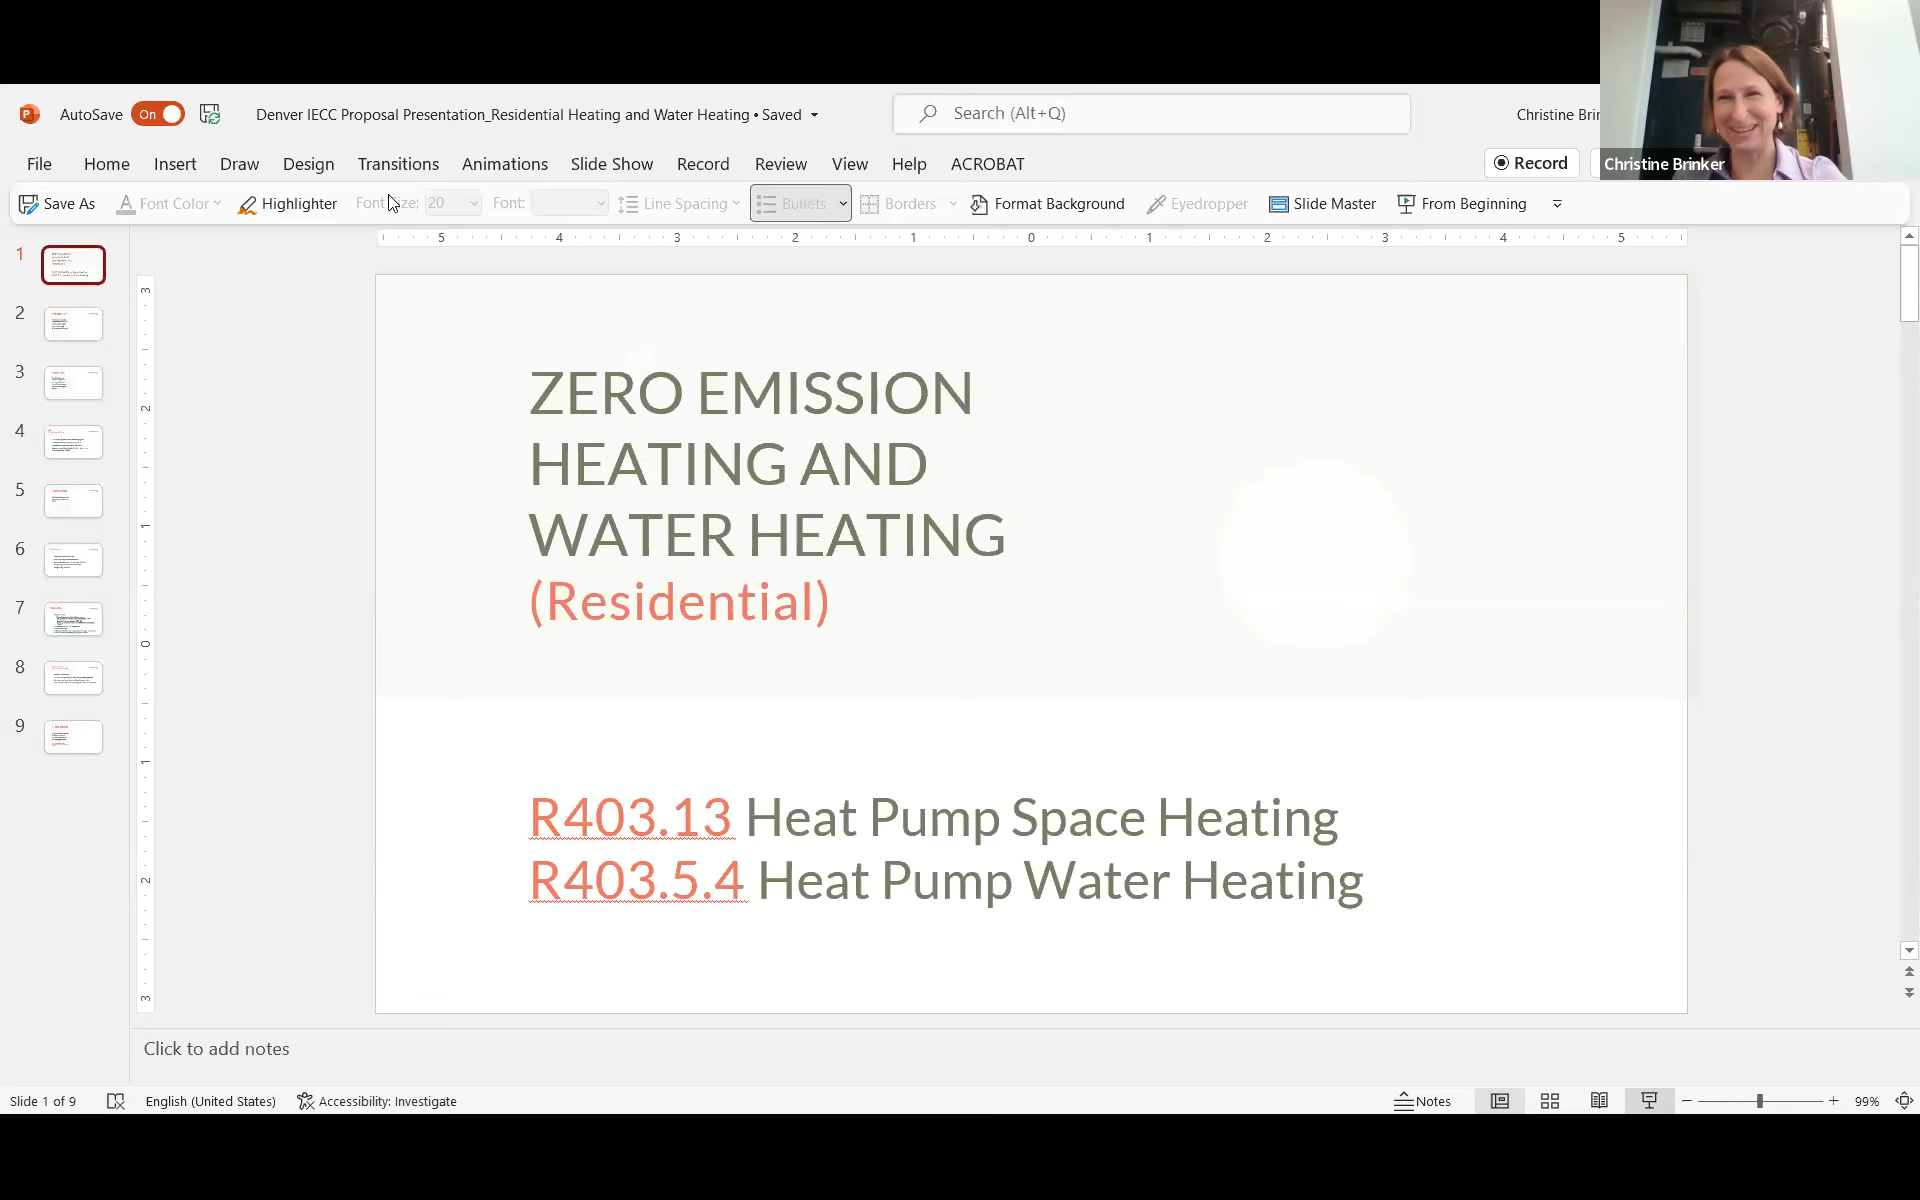 AutoSave On Denver IECC Proposal Presentation_Residential Heating and Water Heating • Saved Search (Alt+Q) Christine Brin
File Home Insert Draw Design Transitions Animations Slide Show Record Review View Help ACROBAT Record Christine Brinker
Save As Font Color Highlighter Font Size: 20 Font: Line Spacing Bullets Borders Format Background Eyedropper Slide Master From Beginning
5 4 3 2 1 0 1 2 3 4 5
1
2
3
4
5
6
7
8
9
3
2
1
0
1
2
3
ZERO EMISSION
HEATING AND
WATER HEATING
(Residential)
R403.13 Heat Pump Space Heating
R403.5.4 Heat Pump Water Heating
Click to add notes
Slide 1 of 9 English (United States) Accessibility: Investigate Notes 99%